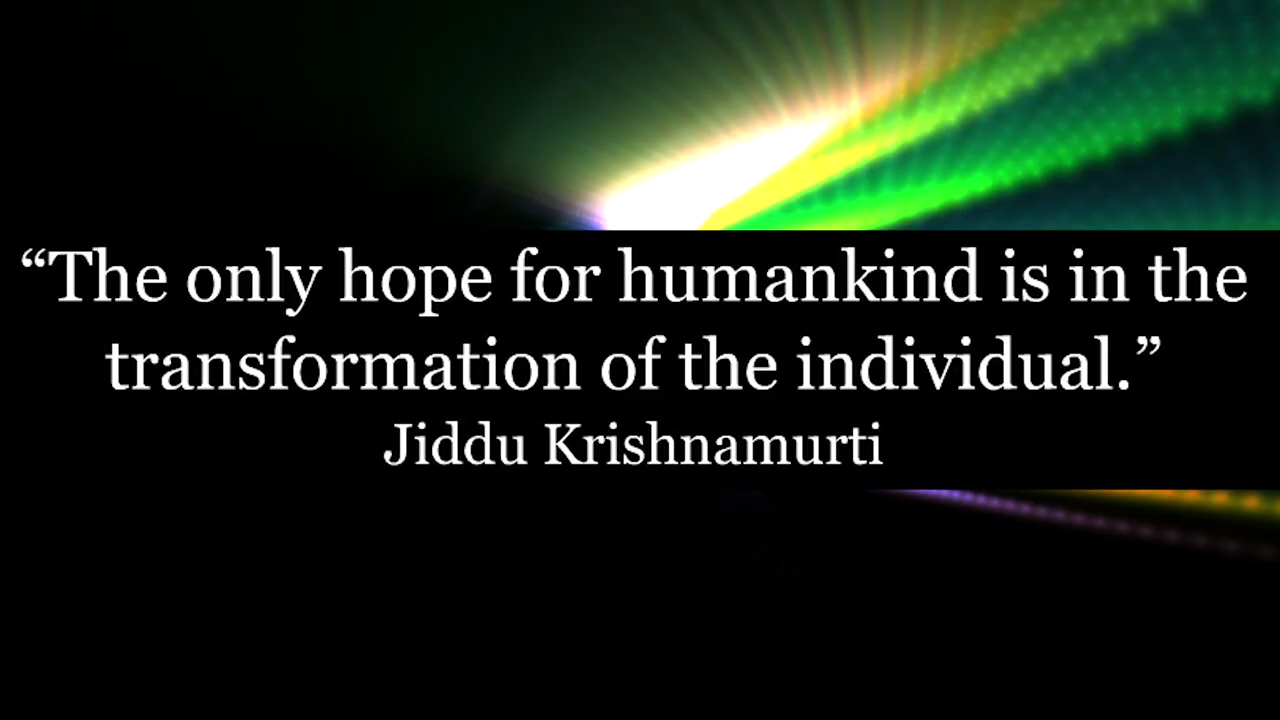 “The only hope for humankind is in the
transformation of the individual.”
Jiddu Krishnamurti